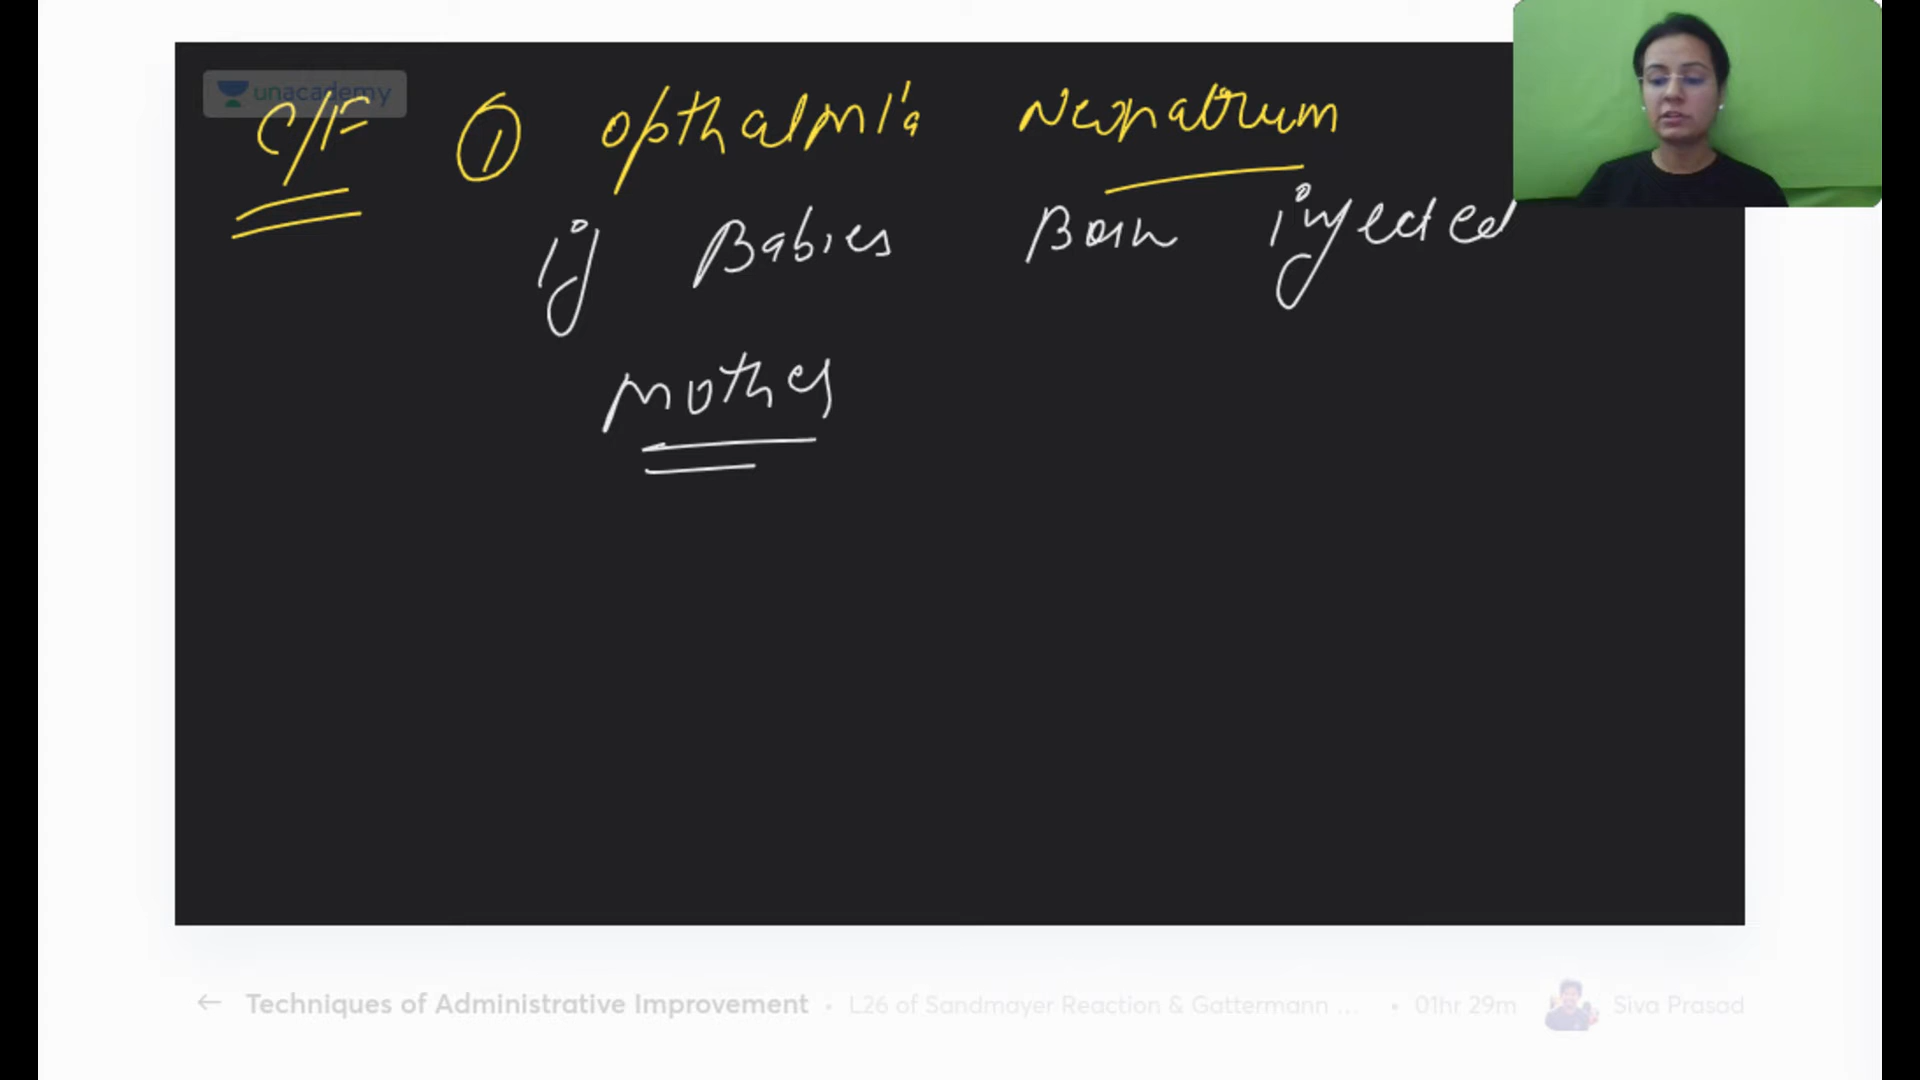 unacademy
C/F ① opthalmia Neonatrum
if Babies Born infected
Mother
← Techniques of Administrative Improvement • L26 of Sandmayer Reaction & Gattermann ... • 01hr 29m Siva Prasad